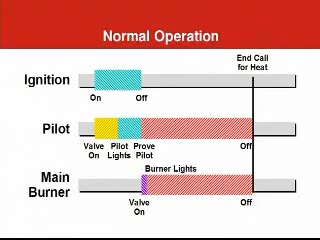 Normal Operation
End Call
for Heat
Ignition
On Off
Pilot
Valve Pilot Prove Off
On Lights Pilot
Burner Lights
Main
Burner
Valve Off
On